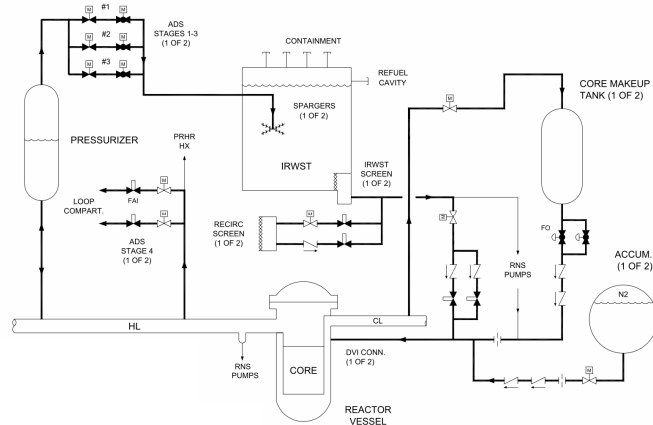 #1
M
M
ADS
STAGES 1-3
(1 OF 2)
#2
M
M
#3
M
M
CONTAINMENT
REFUEL
CAVITY
SPARGERS
(1 OF 2)
IRWST
IRWST
SCREEN
(1 OF 2)
M
CORE MAKEUP
TANK (1 OF 2)
PRESSURIZER
PRHR
HX
M
FAI
LOOP
COMPART.
M
ADS
STAGE 4
(1 OF 2)
RECIRC
SCREEN
(1 OF 2)
M
M
RNS
PUMPS
FO
ACCUM.
(1 OF 2)
N2
HL
CL
RNS
PUMPS
CORE
DVI CONN.
(1 OF 2)
M
REACTOR
VESSEL